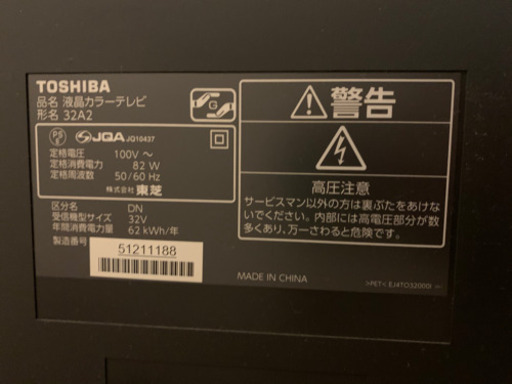 TOSHIBA
品名 液晶カラーテレビ
形名 32A2
G
PS E JQA JQ10437
定格電圧 100V ～
定格消費電力 82 W
定格周波数 50/60 Hz
株式会社 東芝
区分名 DN
受信機型サイズ 32V
年間消費電力量 62 kWh/年
製造番号 51211188
警告
高圧注意
サービスマン以外の方は裏ぶたをあけな
いでください。内部には高電圧部分が数
多くあり、万一さわると危険です。
MADE IN CHINA
>PET< EJ4TO32000I